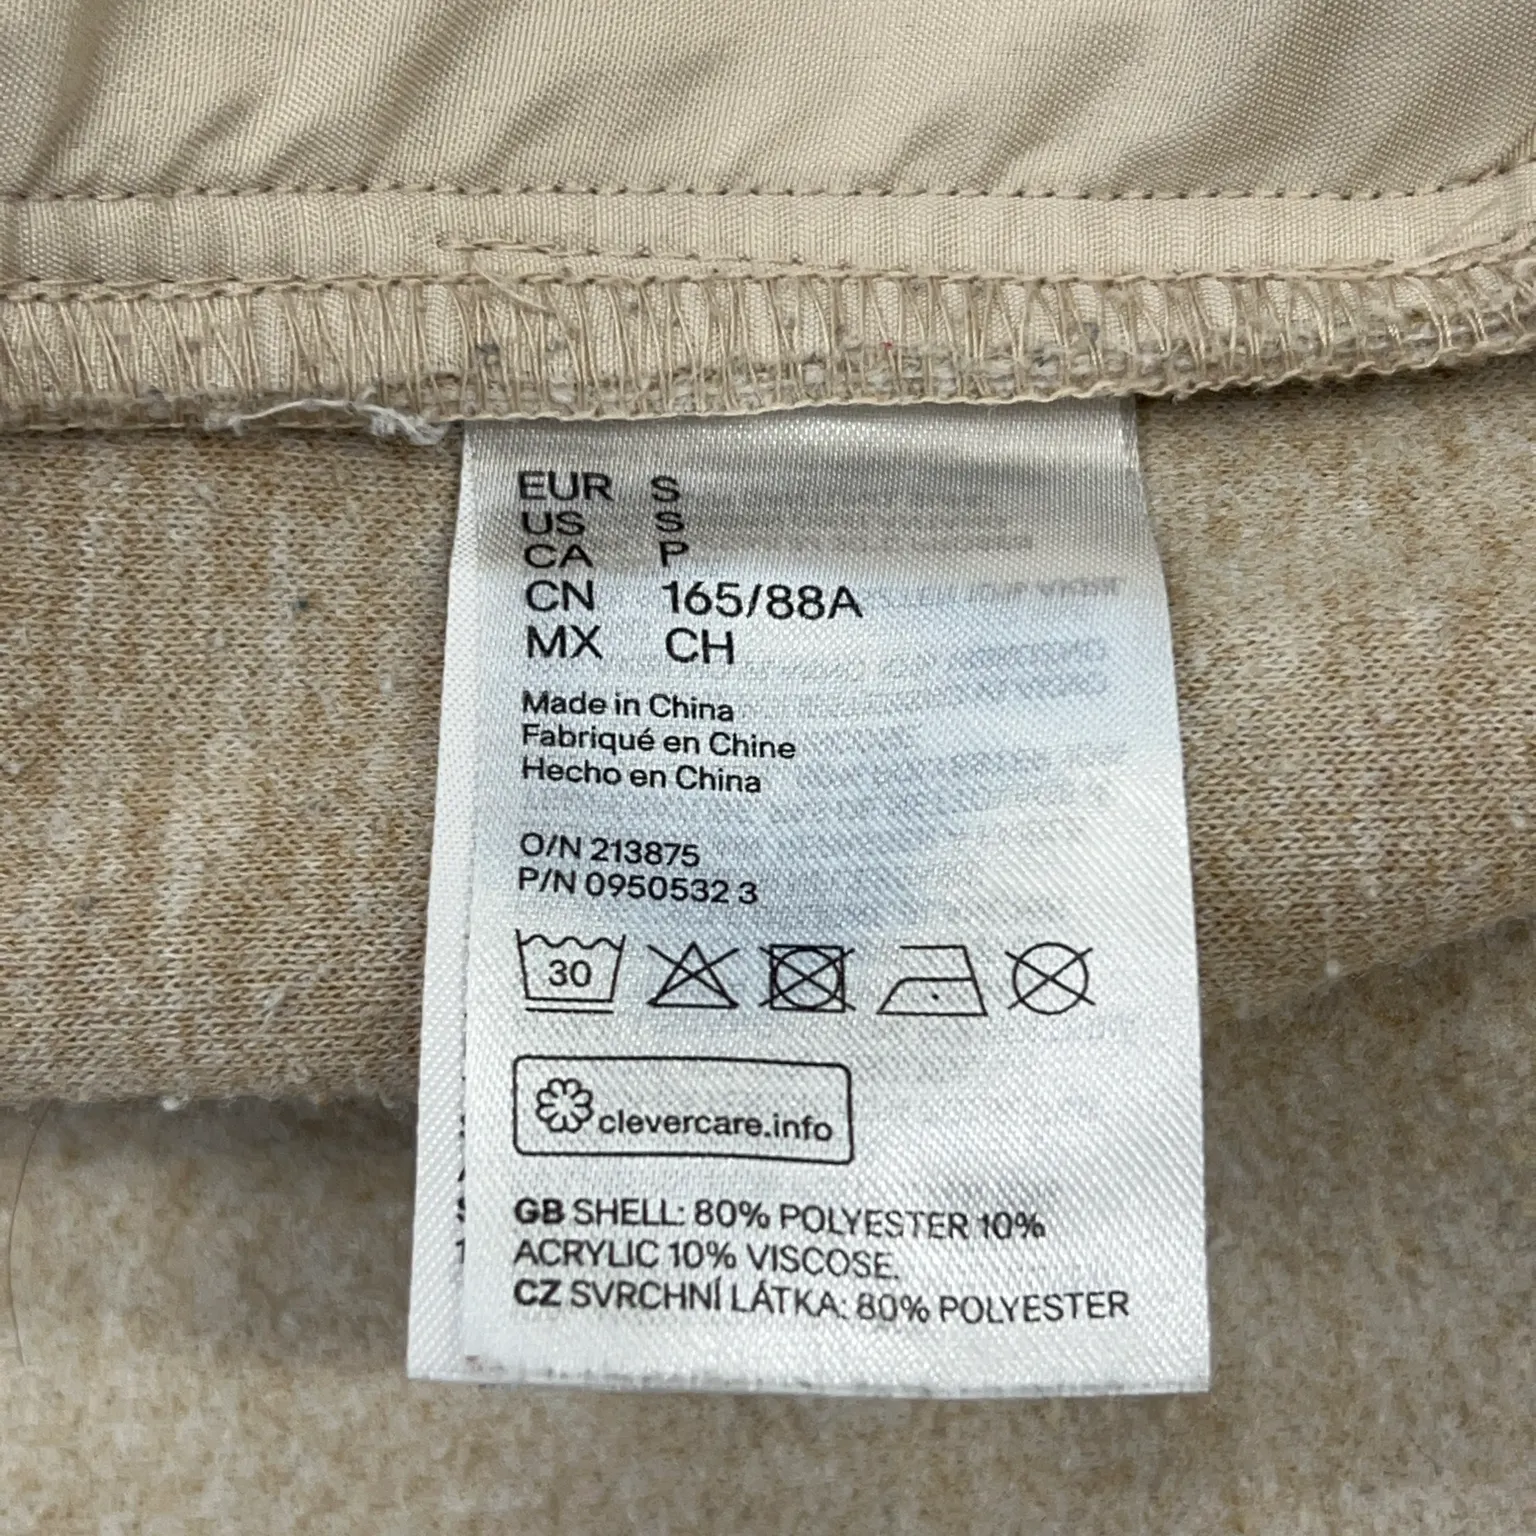 EUR S
US S
CA P
CN 165/88A
MX CH
Made in China
Fabriqué en Chine
Hecho en China
O/N 213875
P/N 0950532 3
30
clevercare.info
GB SHELL: 80% POLYESTER 10%
ACRYLIC 10% VISCOSE.
CZ SVRCHNÍ LÁTKA: 80% POLYESTER